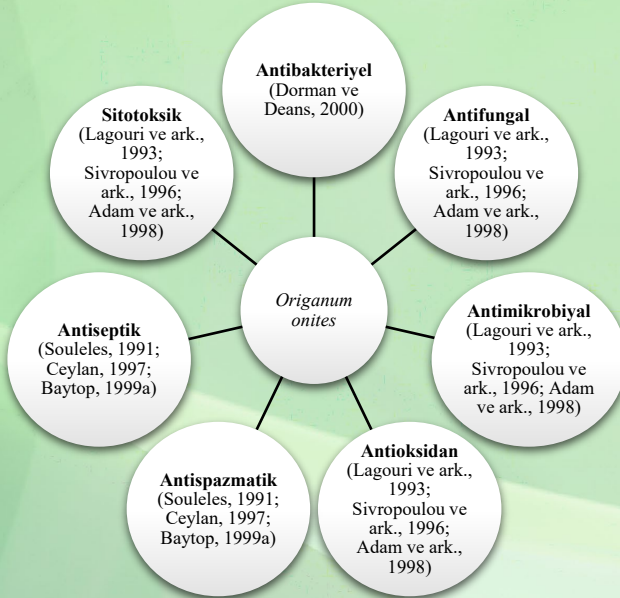 Antibakteriyel
(Dorman ve
Deans, 2000)
Antifungal
(Lagouri ve ark.,
1993;
Sivropoulou ve
ark., 1996;
Adam ve ark.,
1998)
Antimikrobiyal
(Lagouri ve ark.,
1993;
Sivropoulou ve
ark., 1996; Adam
ve ark., 1998)
Antioksidan
(Lagouri ve ark.,
1993;
Sivropoulou ve
ark., 1996;
Adam ve ark.,
1998)
Antispazmatik
(Souleles, 1991;
Ceylan, 1997;
Baytop, 1999a)
Antiseptik
(Souleles, 1991;
Ceylan, 1997;
Baytop, 1999a)
Sitotoksik
(Lagouri ve ark.,
1993;
Sivropoulou ve
ark., 1996;
Adam ve ark.,
1998)
Origanum
onites